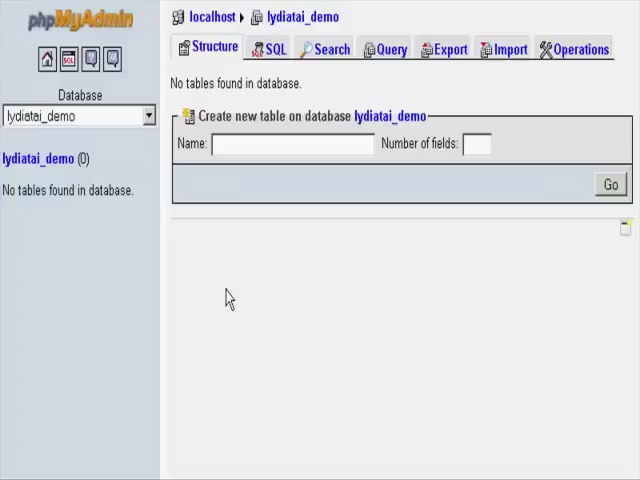 phpMyAdmin
Database
lydiatai_demo
lydiatai_demo (0)
No tables found in database.
localhost lydiatai_demo
Structure SQL Search Query Export Import Operations
No tables found in database.
Create new table on database lydiatai_demo
Name: Number of fields:
Go